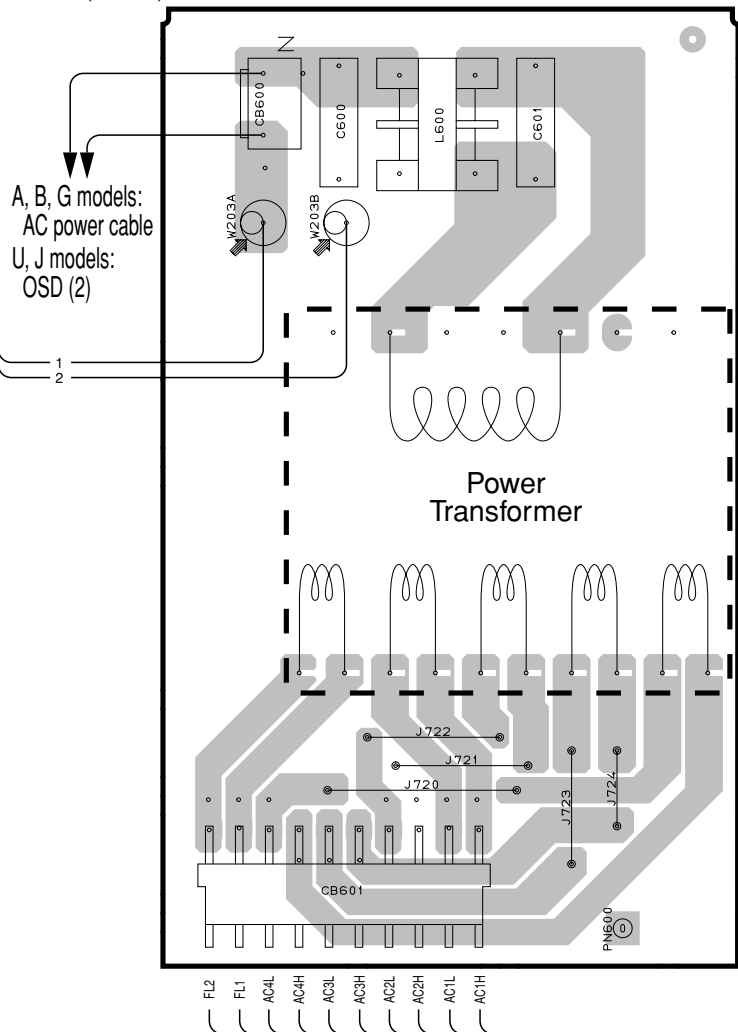 CB600
C600
L600
C601
W203A
W203B
A, B, G models:
AC power cable
U, J models:
OSD (2)
1
2
Power
Transformer
J722
J721
J720
J723
J724
CB601
PN600
FL2
FL1
AC4L
AC4H
AC3L
AC3H
AC2L
AC2H
AC1L
AC1H